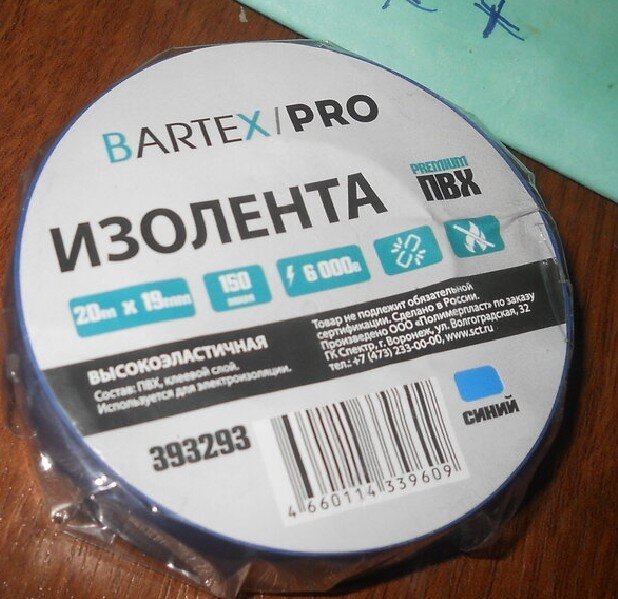 BARTEX/PRO
PREMIUM
ПВХ
ИЗОЛЕНТА
20м х 19мм
150
6 000в
ВЫСОКОЭЛАСТИЧНАЯ
Состав: ПВХ, клеевой слой.
Используется для электроизоляции.
Товар не подлежит обязательной
сертификации. Сделано в России.
Произведено ООО «Полимерпласт» по заказу
ГК Спектр, г. Воронеж, ул. Волгоградская, 32
тел.: +7 (473) 233-00-00, www.sct.ru
СИНИЙ
393293
4 660114 339609